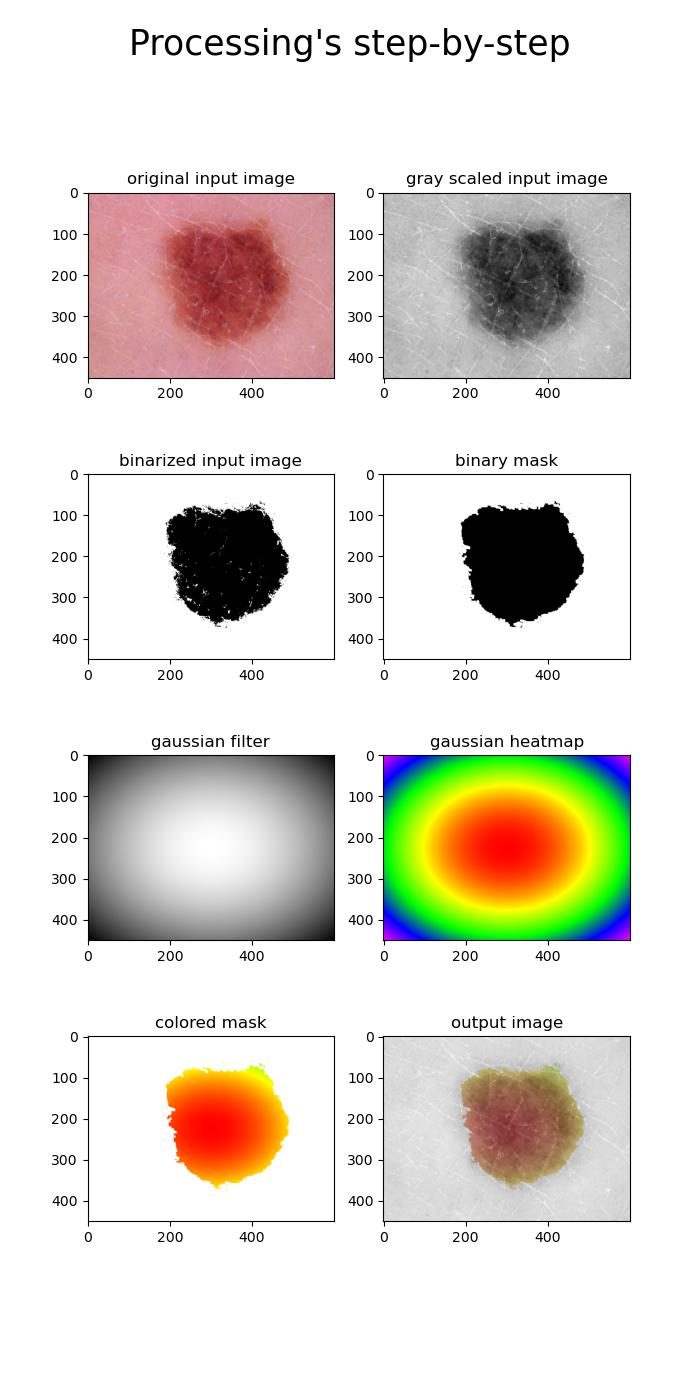 Processing's step-by-step
original input image
gray scaled input image
0
100
200
300
400
0 200 400
0
100
200
300
400
0 200 400
binarized input image
binary mask
0
100
200
300
400
0 200 400
0
100
200
300
400
0 200 400
gaussian filter
gaussian heatmap
0
100
200
300
400
0 200 400
0
100
200
300
400
0 200 400
colored mask
output image
0
100
200
300
400
0 200 400
0
100
200
300
400
0 200 400